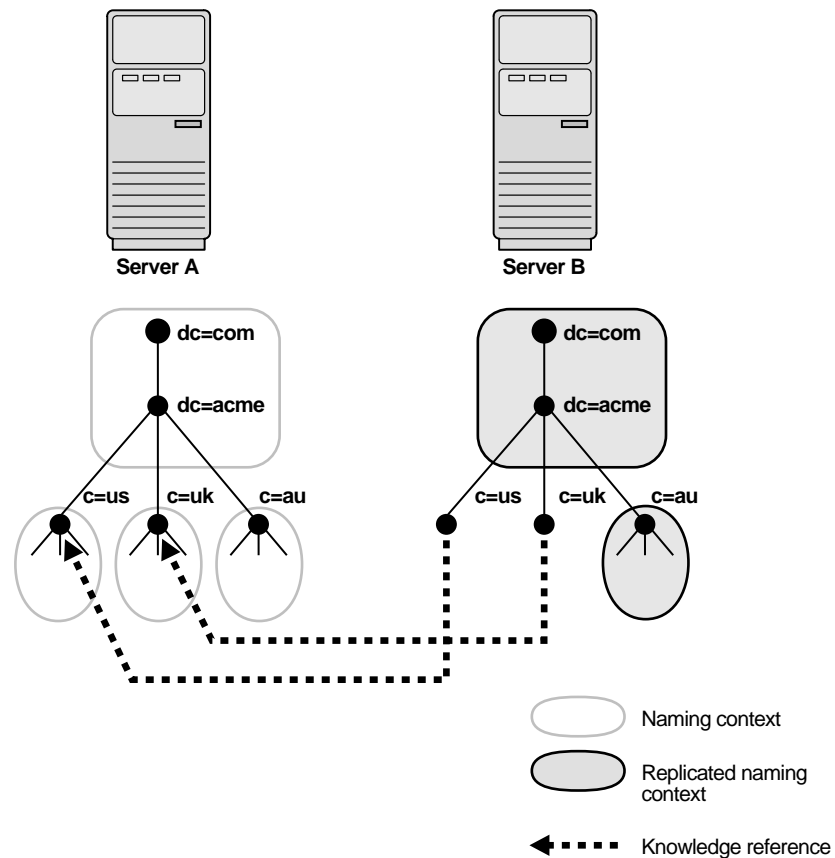 Server A
Server B
dc=com
dc=com
dc=acme
dc=acme
c=us
c=uk
c=au
c=us
c=uk
c=au
Naming context
Replicated naming
context
Knowledge reference